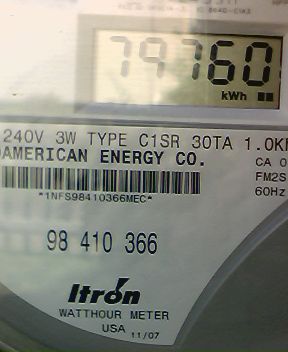 79760
kWh
240V 3W TYPE C1SR 30TA 1.0K
AMERICAN ENERGY CO.
CA 0
*1NFS98410366MEC*
FM2S
60Hz
98 410 366
Itron
WATTHOUR METER
USA 11/07